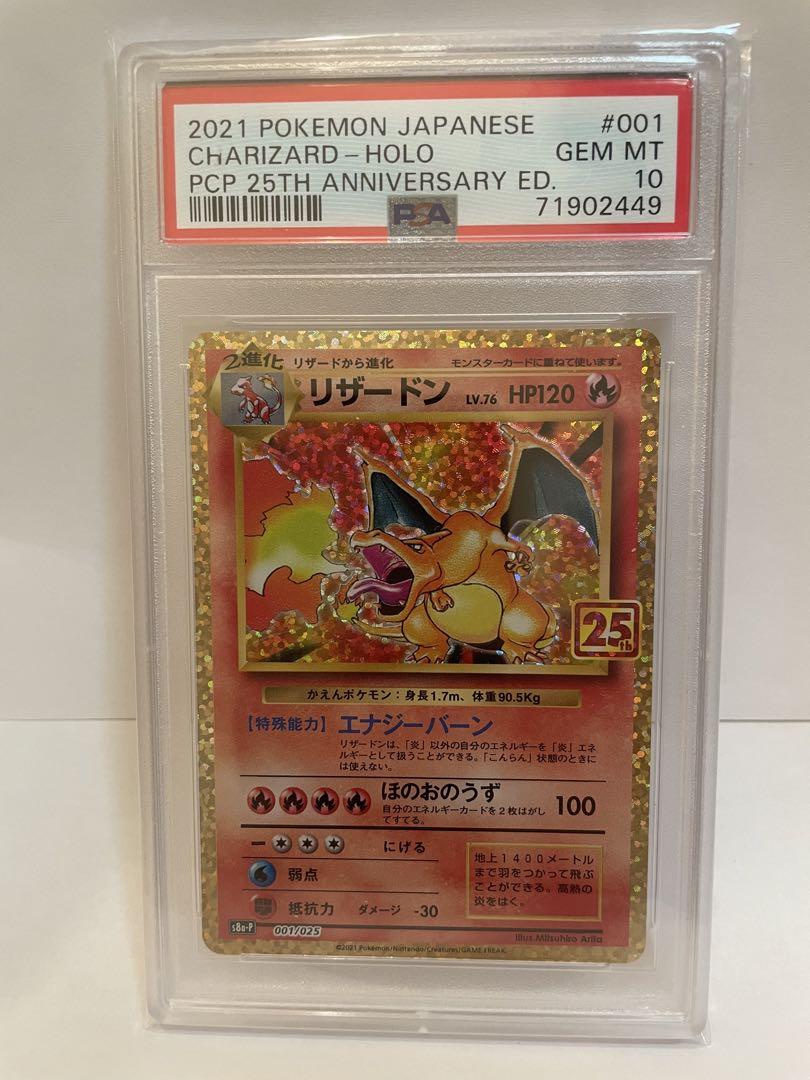 2021 POKEMON JAPANESE #001
CHARIZARD-HOLO GEM MT
PCP 25TH ANNIVERSARY ED. 10
PSA 71902449
2進化 リザードから進化 モンスターカードに重ねて使います。
リザードン LV.76 HP120
25th
かえんポケモン：身長1.7m、体重90.5Kg
【特殊能力】 エナジーバーン
リザードンは、「炎」以外の自分のエネルギーを「炎」エネ
ルギーとして扱うことができる。「こんらん」状態のときに
は使えない。
ほのおのうず 100
自分のエネルギーカードを2枚はがし
てすてる。
ー にげる
弱点
抵抗力 ダメージ -30
地上1400メートル
まで羽をつかって飛ぶ
ことができる。高熱の
炎をはく。
s8a-P 001/025
Illus. Mitsuhiro Arita
©2021 Pokémon/Nintendo/Creatures/GAME FREAK.